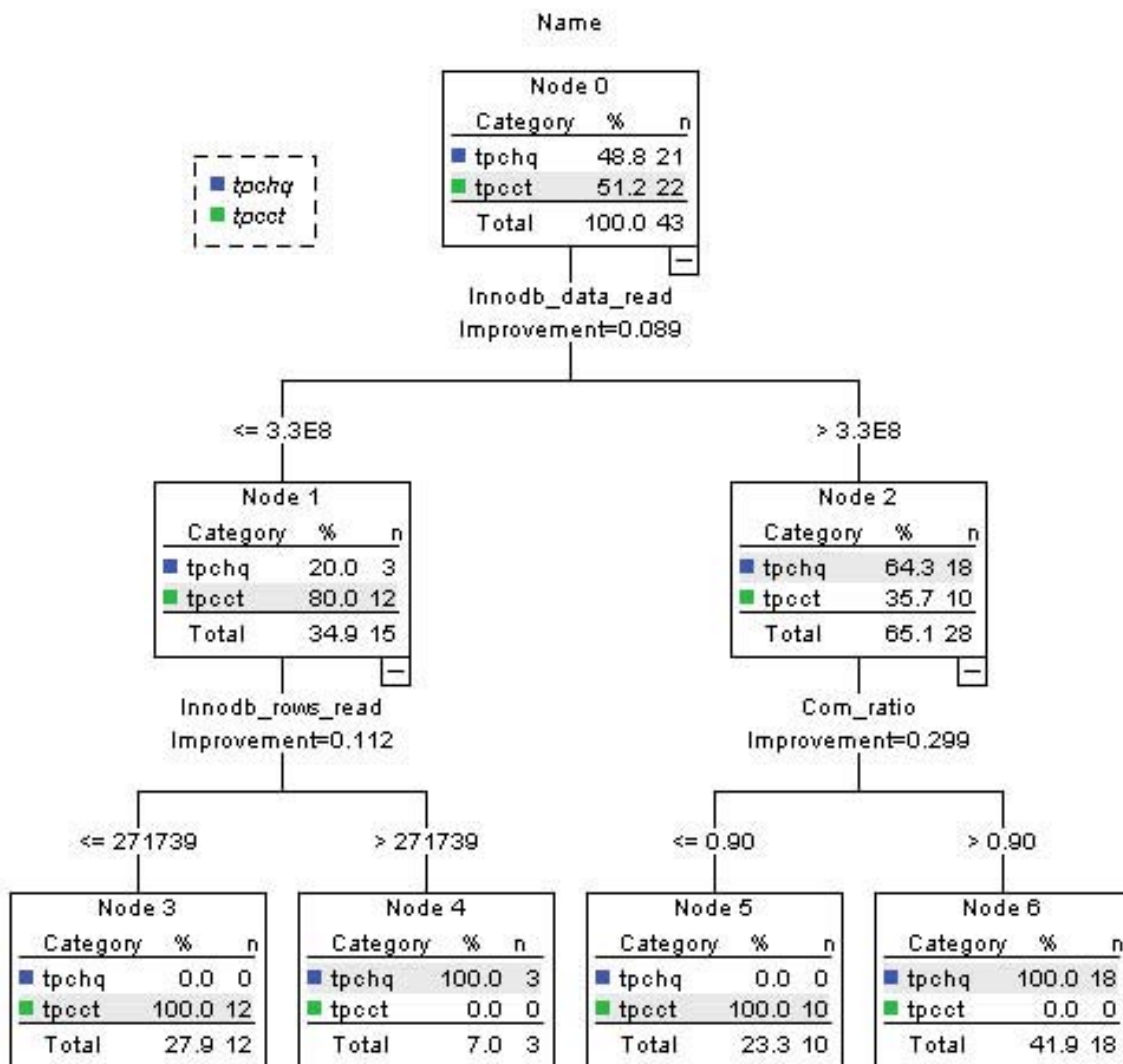 Name
Node 0
Category % n
tpchq 48.8 21
tpcct 51.2 22
Total 100.0 43
tpchq
tpcct
Innodb_data_read
Improvement=0.089
<= 3.3E8
> 3.3E8
Node 1
Category % n
tpchq 20.0 3
tpcct 80.0 12
Total 34.9 15
Node 2
Category % n
tpchq 64.3 18
tpcct 35.7 10
Total 65.1 28
Innodb_rows_read
Improvement=0.112
Com_ratio
Improvement=0.299
<= 271739
> 271739
<= 0.90
> 0.90
Node 3
Category % n
tpchq 0.0 0
tpcct 100.0 12
Total 27.9 12
Node 4
Category % n
tpchq 100.0 3
tpcct 0.0 0
Total 7.0 3
Node 5
Category % n
tpchq 0.0 0
tpcct 100.0 10
Total 23.3 10
Node 6
Category % n
tpchq 100.0 18
tpcct 0.0 0
Total 41.9 18